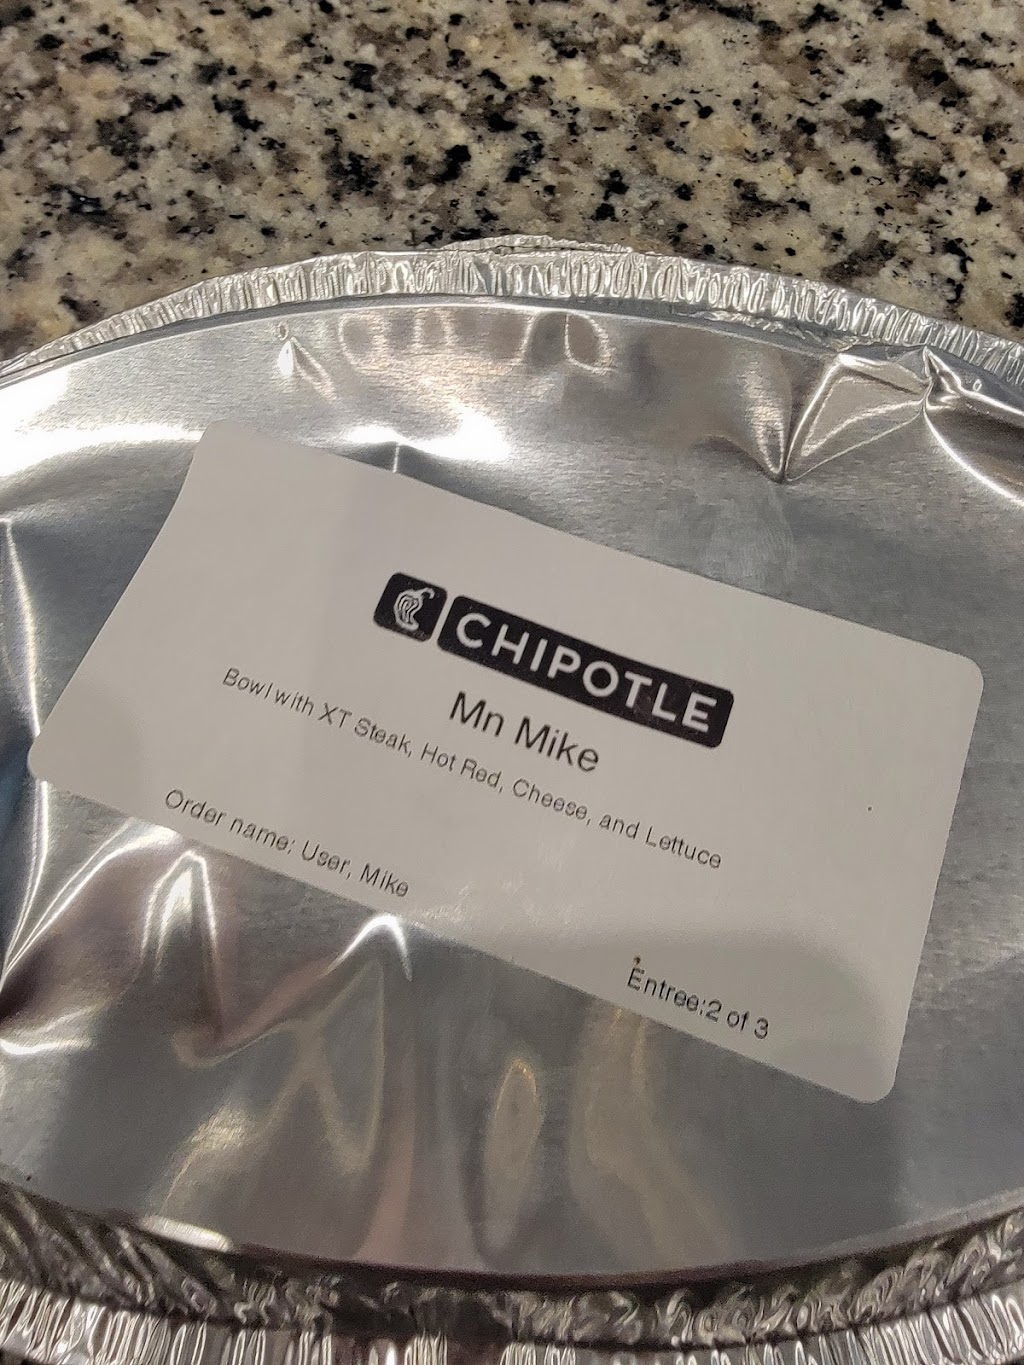 CHIPOTLE
Mn Mike
Bowl with XT Steak, Hot Red, Cheese, and Lettuce
Order name: User, Mike
Entree:2 of 3